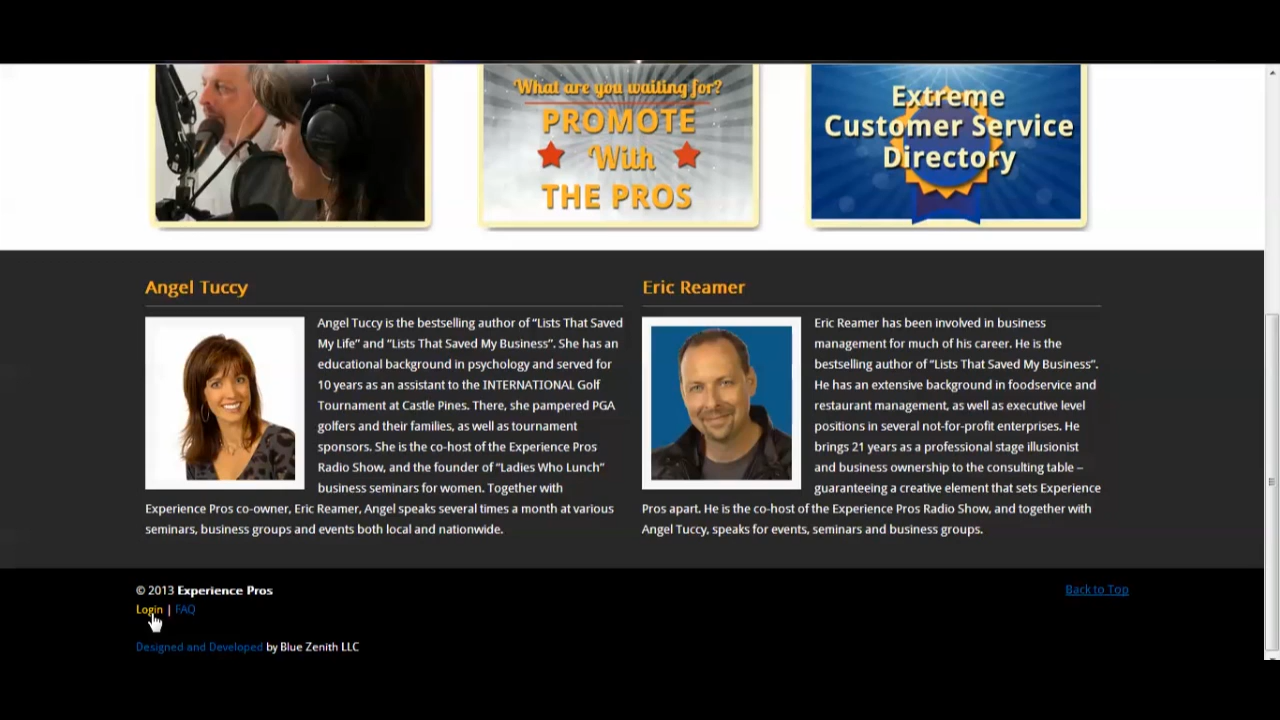 What are you waiting for?
PROMOTE
With
THE PROS
Extreme
Customer Service
Directory
Angel Tuccy
Angel Tuccy is the bestselling author of “Lists That Saved
My Life” and “Lists That Saved My Business”. She has an
educational background in psychology and served for
10 years as an assistant to the INTERNATIONAL Golf
Tournament at Castle Pines. There, she pampered PGA
golfers and their families, as well as tournament
sponsors. She is the co-host of the Experience Pros
Radio Show, and the founder of “Ladies Who Lunch”
business seminars for women. Together with
Experience Pros co-owner, Eric Reamer, Angel speaks several times a month at various
seminars, business groups and events both local and nationwide.
Eric Reamer
Eric Reamer has been involved in business
management for much of his career. He is the
bestselling author of “Lists That Saved My Business”.
He has an extensive background in foodservice and
restaurant management, as well as executive level
positions in several not-for-profit enterprises. He
brings 21 years as a professional stage illusionist
and business ownership to the consulting table –
guaranteeing a creative element that sets Experience
Pros apart. He is the co-host of the Experience Pros Radio Show, and together with
Angel Tuccy, speaks for events, seminars and business groups.
© 2013 Experience Pros
Back to Top
Login | FAQ
Designed and Developed by Blue Zenith LLC